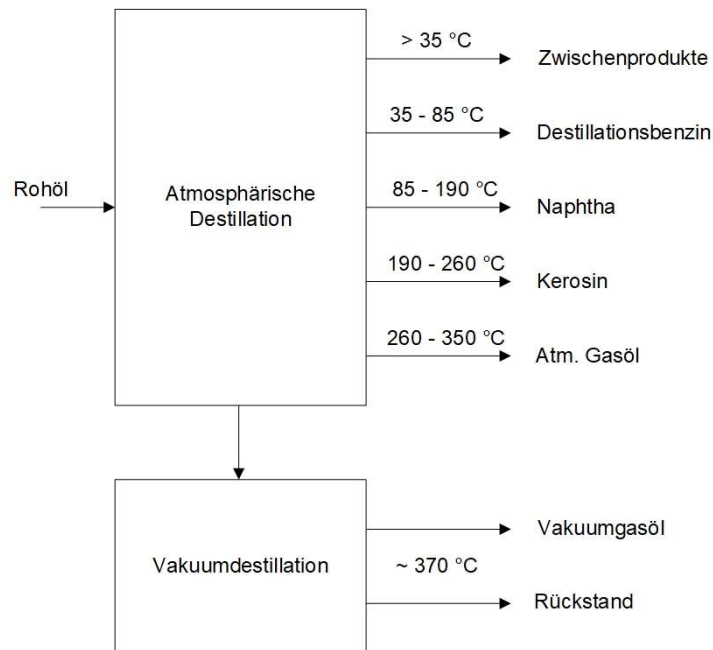 > 35 °C
Zwischenprodukte
35 - 85 °C
Destillationsbenzin
Rohöl
Atmosphärische
Destillation
85 - 190 °C
Naphtha
190 - 260 °C
Kerosin
260 - 350 °C
Atm. Gasöl
Vakuumdestillation
~ 370 °C
Vakuumgasöl
Rückstand